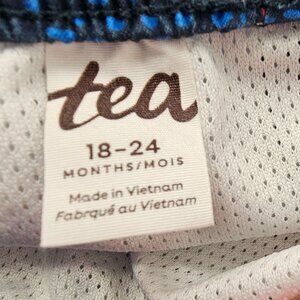 tea
18-24
MONTHS/MOIS
Made in Vietnam
Fabriqué au Vietnam